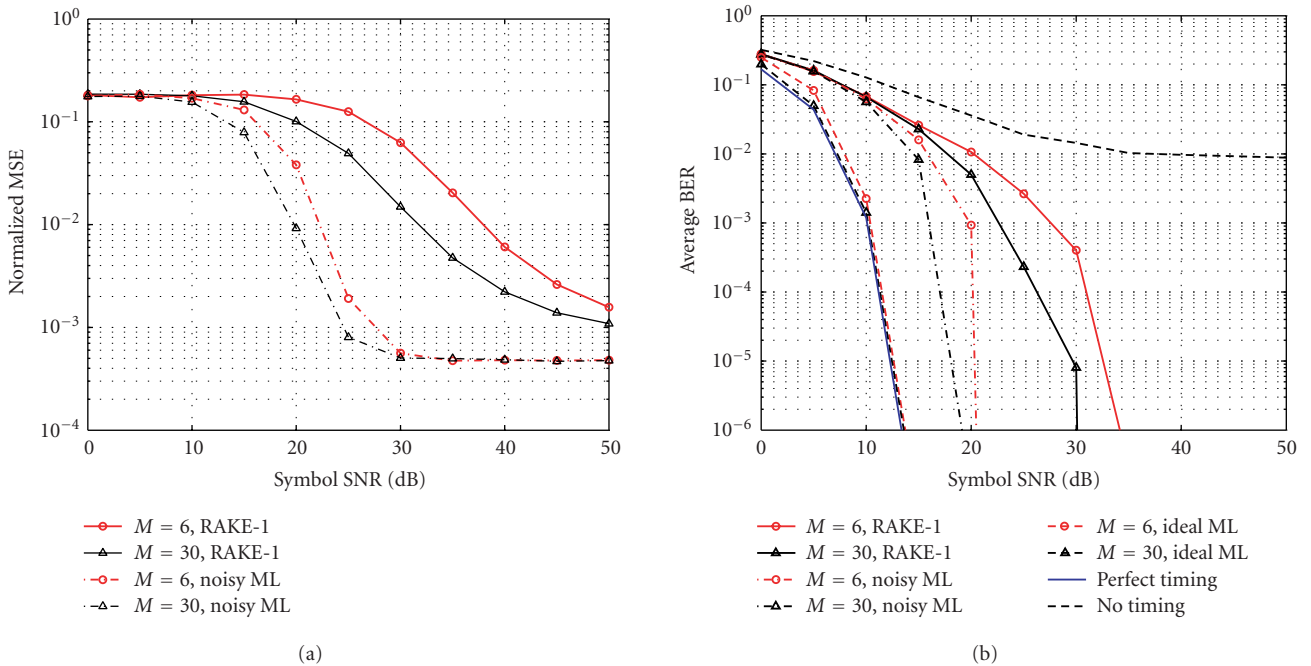 10^0
10^-1
10^-2
10^-3
10^-4
Normalized MSE
0 10 20 30 40 50
Symbol SNR (dB)
M = 6, RAKE-1
M = 30, RAKE-1
M = 6, noisy ML
M = 30, noisy ML
(a)
10^0
10^-1
10^-2
10^-3
10^-4
10^-5
10^-6
Average BER
0 10 20 30 40 50
Symbol SNR (dB)
M = 6, RAKE-1
M = 30, RAKE-1
M = 6, noisy ML
M = 30, noisy ML
M = 6, ideal ML
M = 30, ideal ML
Perfect timing
No timing
(b)